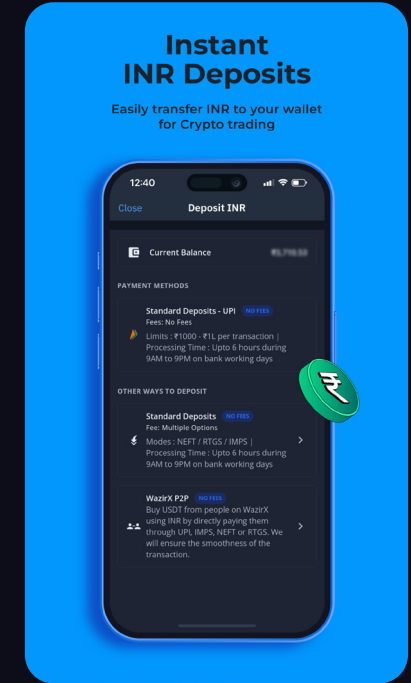 Instant
INR Deposits
Easily transfer INR to your wallet
for Crypto trading
12:40
Close
Deposit INR
Current Balance
PAYMENT METHODS
Standard Deposits - UPI NO FEES
Fees: No Fees
Limits : ₹1000 - ₹1L per transaction |
Processing Time : Upto 6 hours during
9AM to 9PM on bank working days
OTHER WAYS TO DEPOSIT
Standard Deposits NO FEES
Fee: Multiple Options
Modes : NEFT / RTGS / IMPS |
Processing Time : Upto 6 hours during
9AM to 9PM on bank working days
WazirX P2P NO FEES
Buy USDT from people on WazirX
using INR by directly paying them
through UPI, IMPS, NEFT or RTGS. We
will ensure the smoothness of the
transaction.
₹